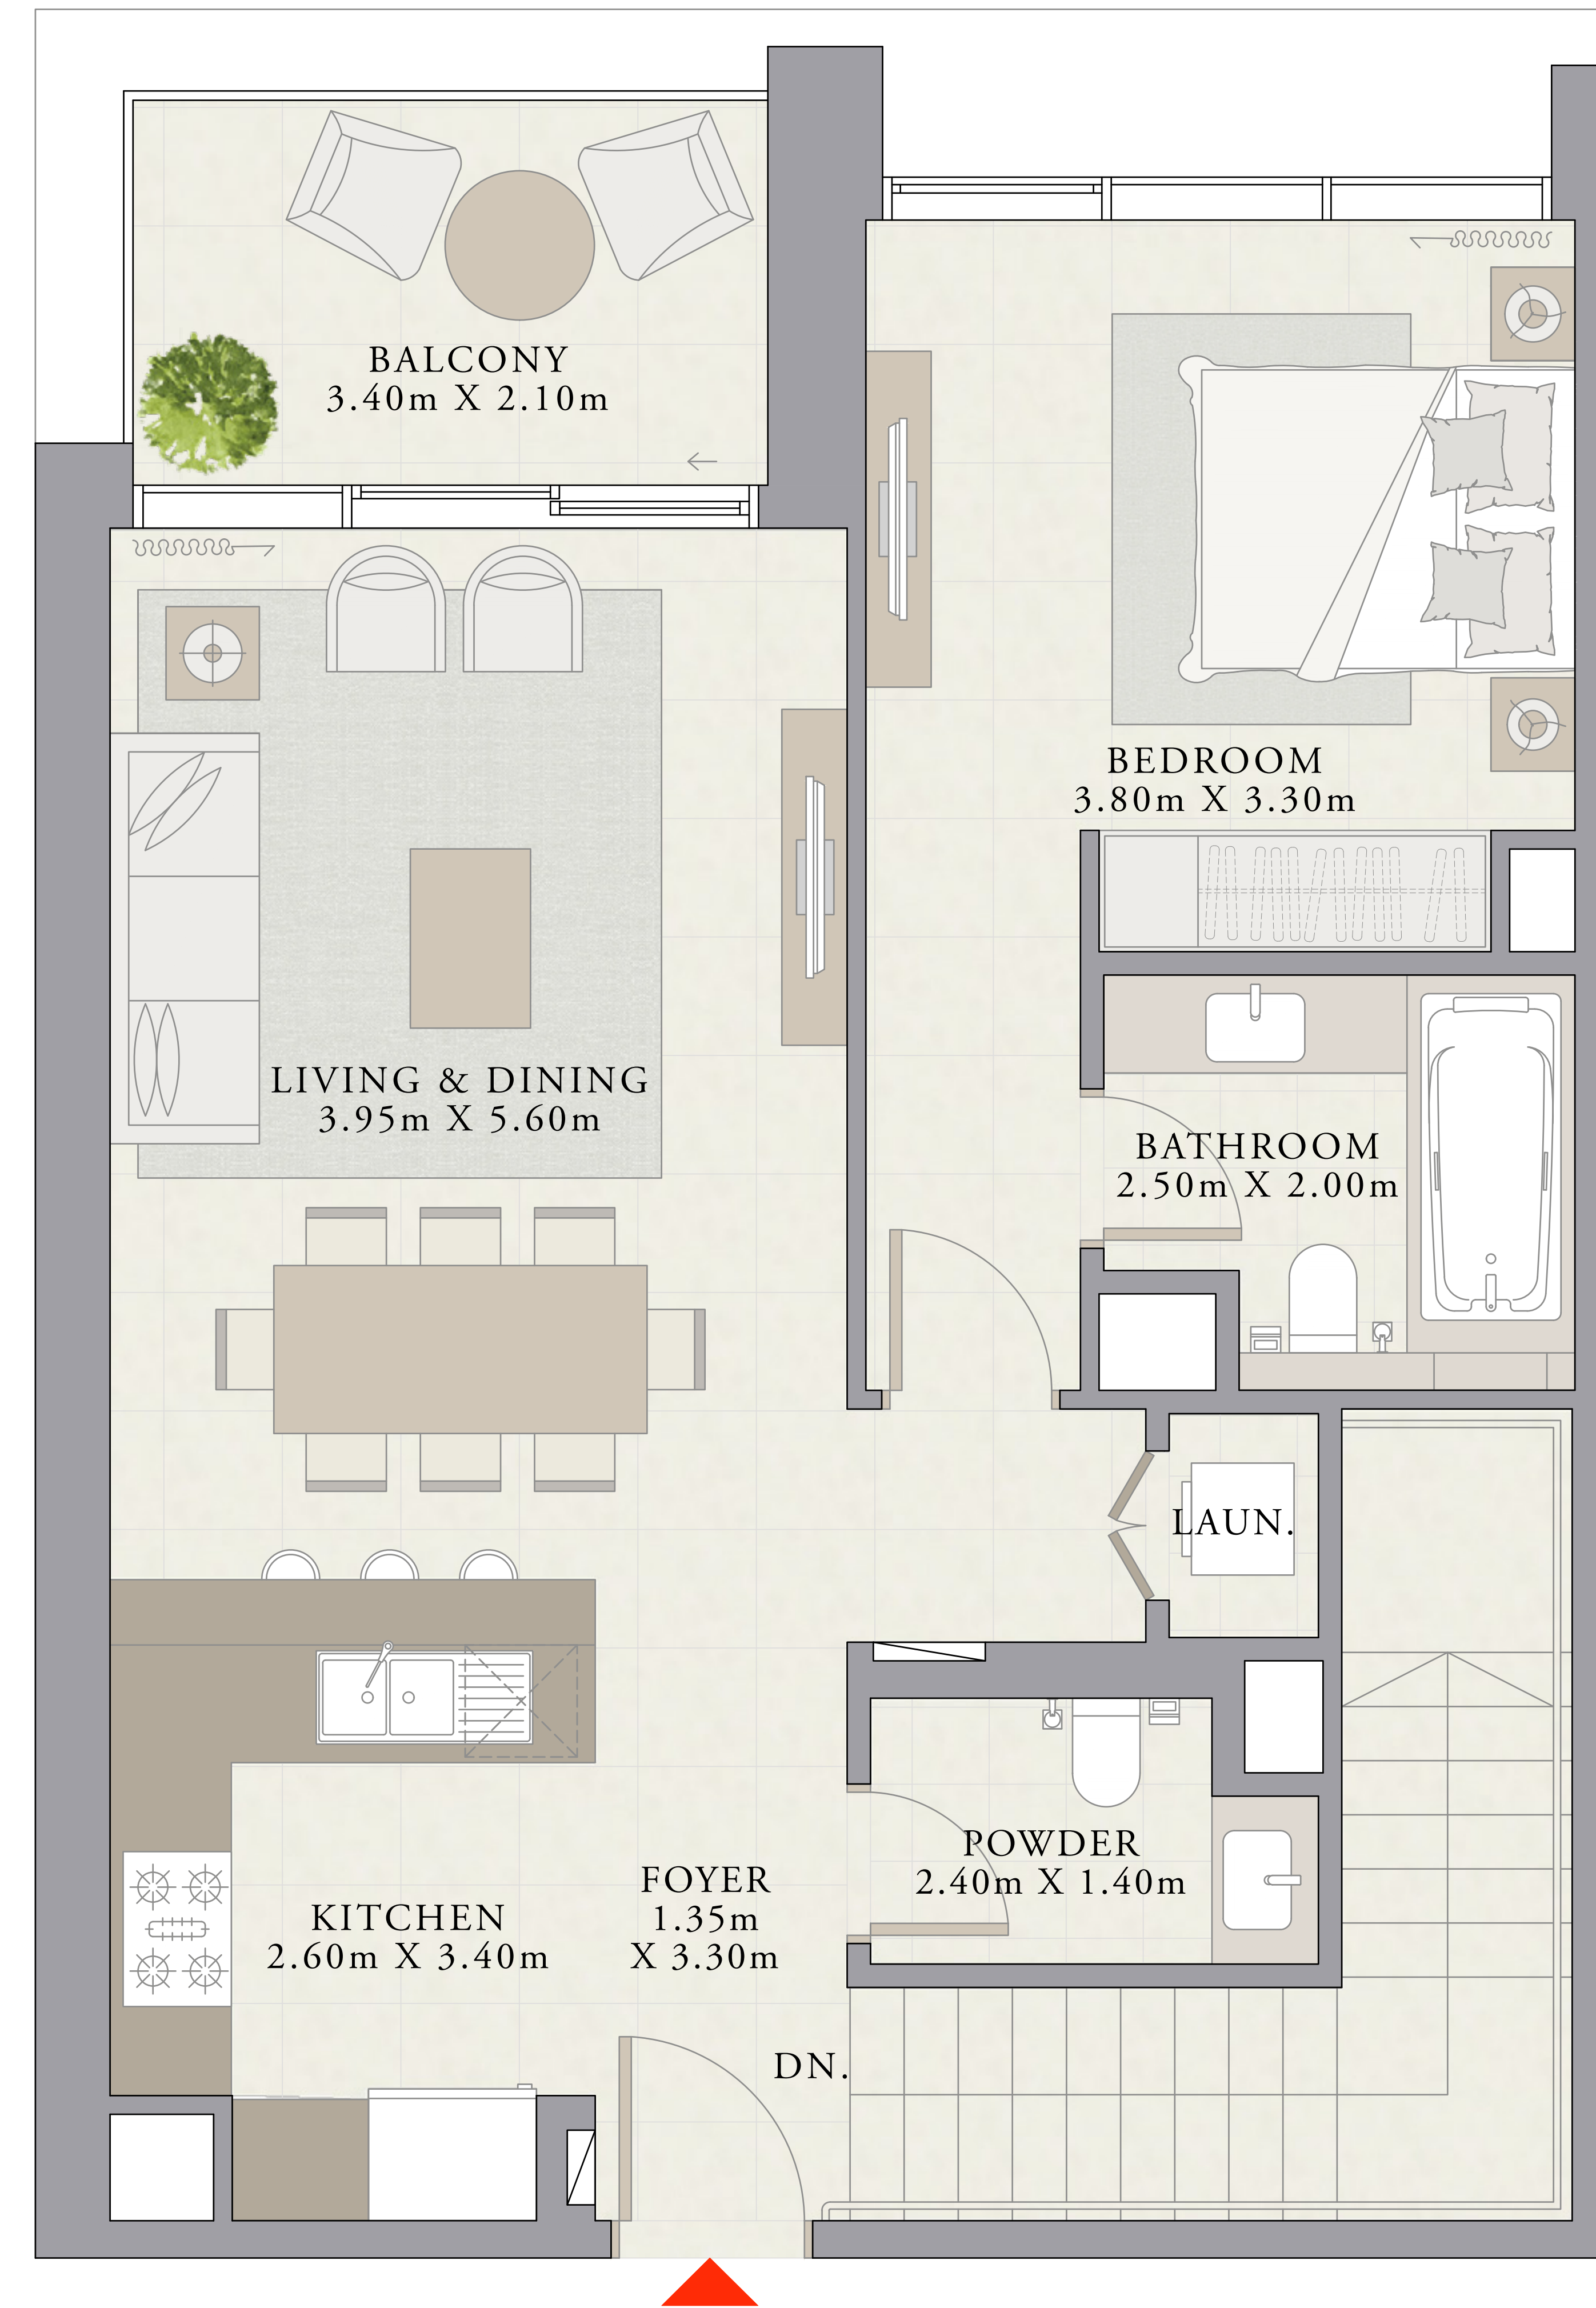 BALCONY
3.40m X 2.10m
BEDROOM
3.80m X 3.30m
LIVING & DINING
3.95m X 5.60m
BATHROOM
2.50m X 2.00m
LAUN.
POWDER
2.40m X 1.40m
FOYER
1.35m
X 3.30m
KITCHEN
2.60m X 3.40m
DN.